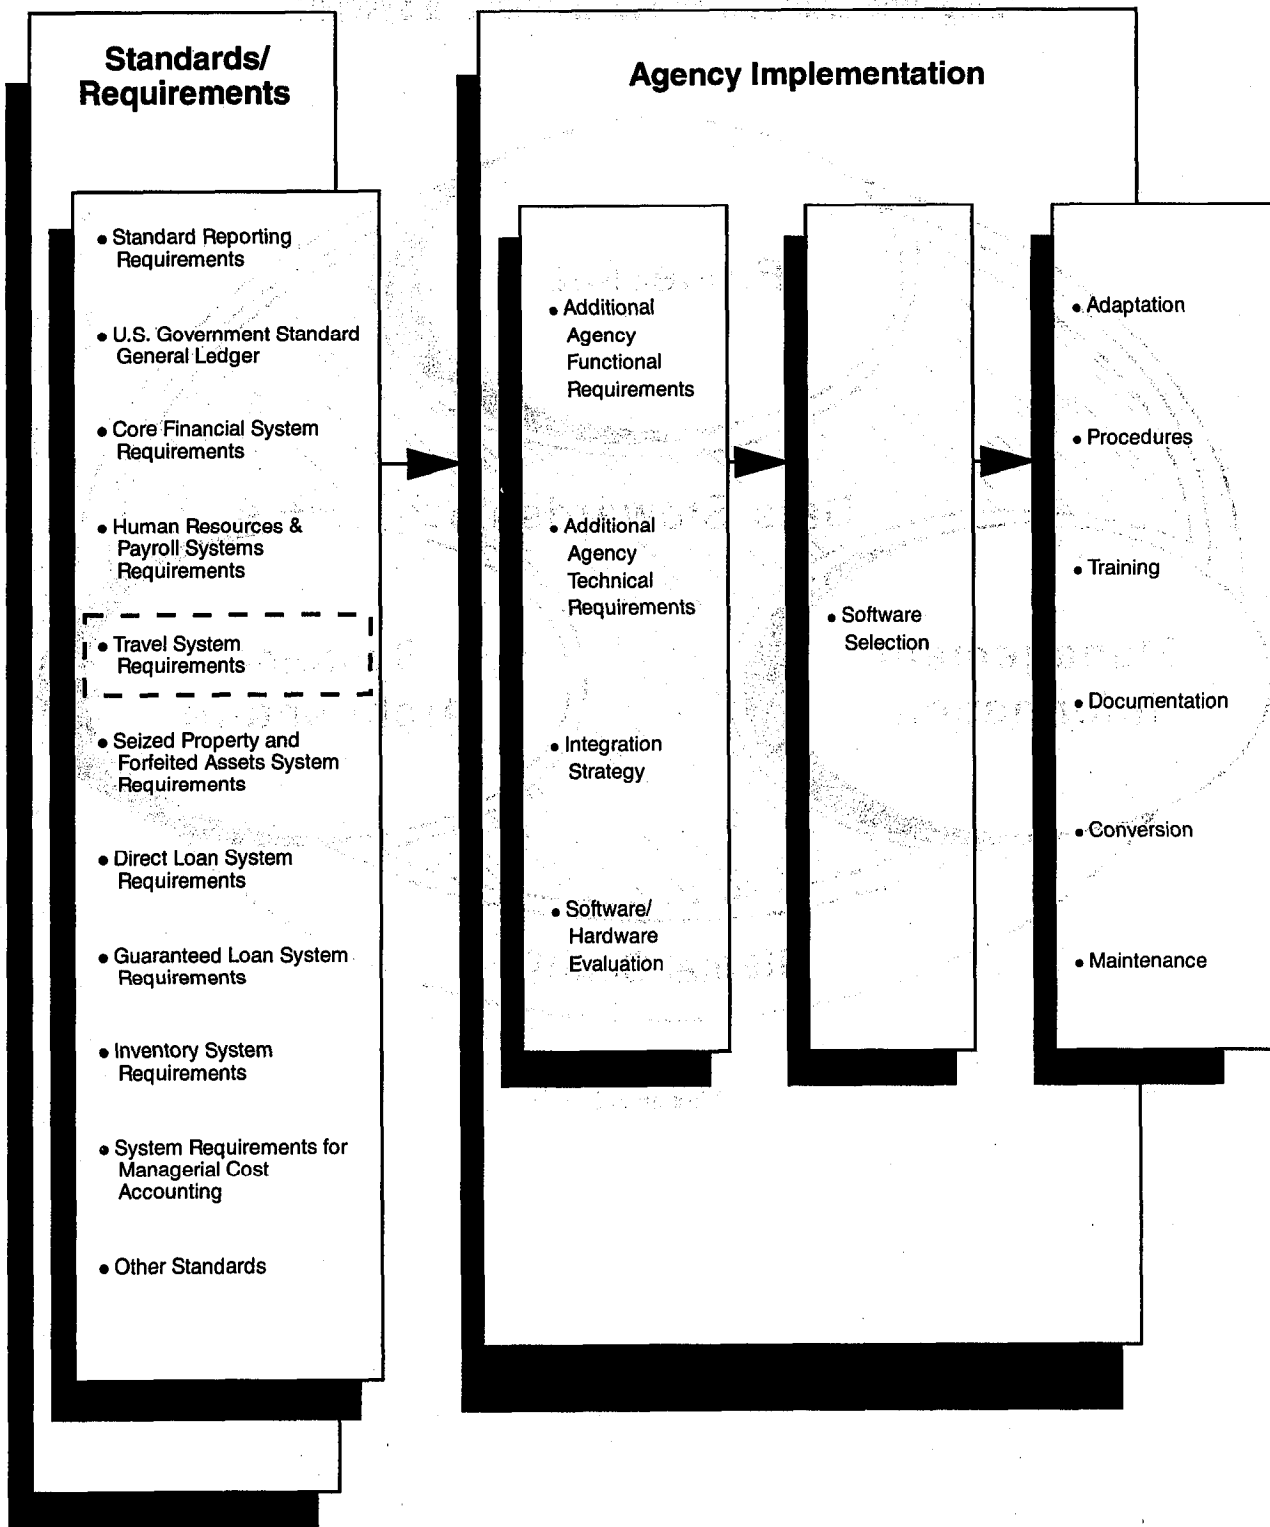 Standards/
Requirements
• Standard Reporting
Requirements
• U.S. Government Standard
General Ledger
• Core Financial System
Requirements
• Human Resources &
Payroll Systems
Requirements
• Travel System
Requirements
• Seized Property and
Forfeited Assets System
Requirements
• Direct Loan System
Requirements
• Guaranteed Loan System
Requirements
• Inventory System
Requirements
• System Requirements for
Managerial Cost
Accounting
• Other Standards
Agency Implementation
• Additional
Agency
Functional
Requirements
• Additional
Agency
Technical
Requirements
• Integration
Strategy
• Software/
Hardware
Evaluation
• Software
Selection
• Adaptation
• Procedures
• Training
• Documentation
• Conversion
• Maintenance